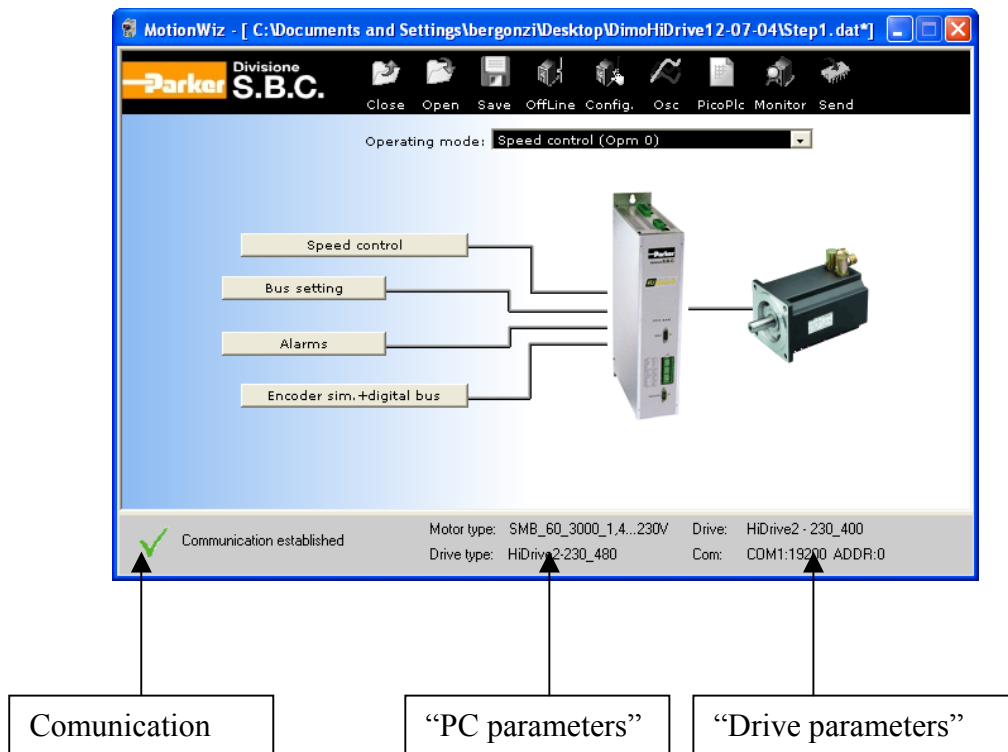 MotionWiz - [ C:\Documents and Settings\bergonzi\Desktop\DimoHiDrive12-07-04\Step1.dat*]
Parker Divisione S.B.C.
Close Open Save OffLine Config. Osc PicoPlc Monitor Send
Operating mode: Speed control (Opm 0)
Speed control
Bus setting
Alarms
Encoder sim.+digital bus
Parker
S.B.C.
Communication established
Motor type: SMB_60_3000_1,4...230V Drive: HiDrive2 - 230_400
Drive type: HiDrive2-230_480 Com: COM1:19200 ADDR:0
Comunication
“PC parameters”
“Drive parameters”